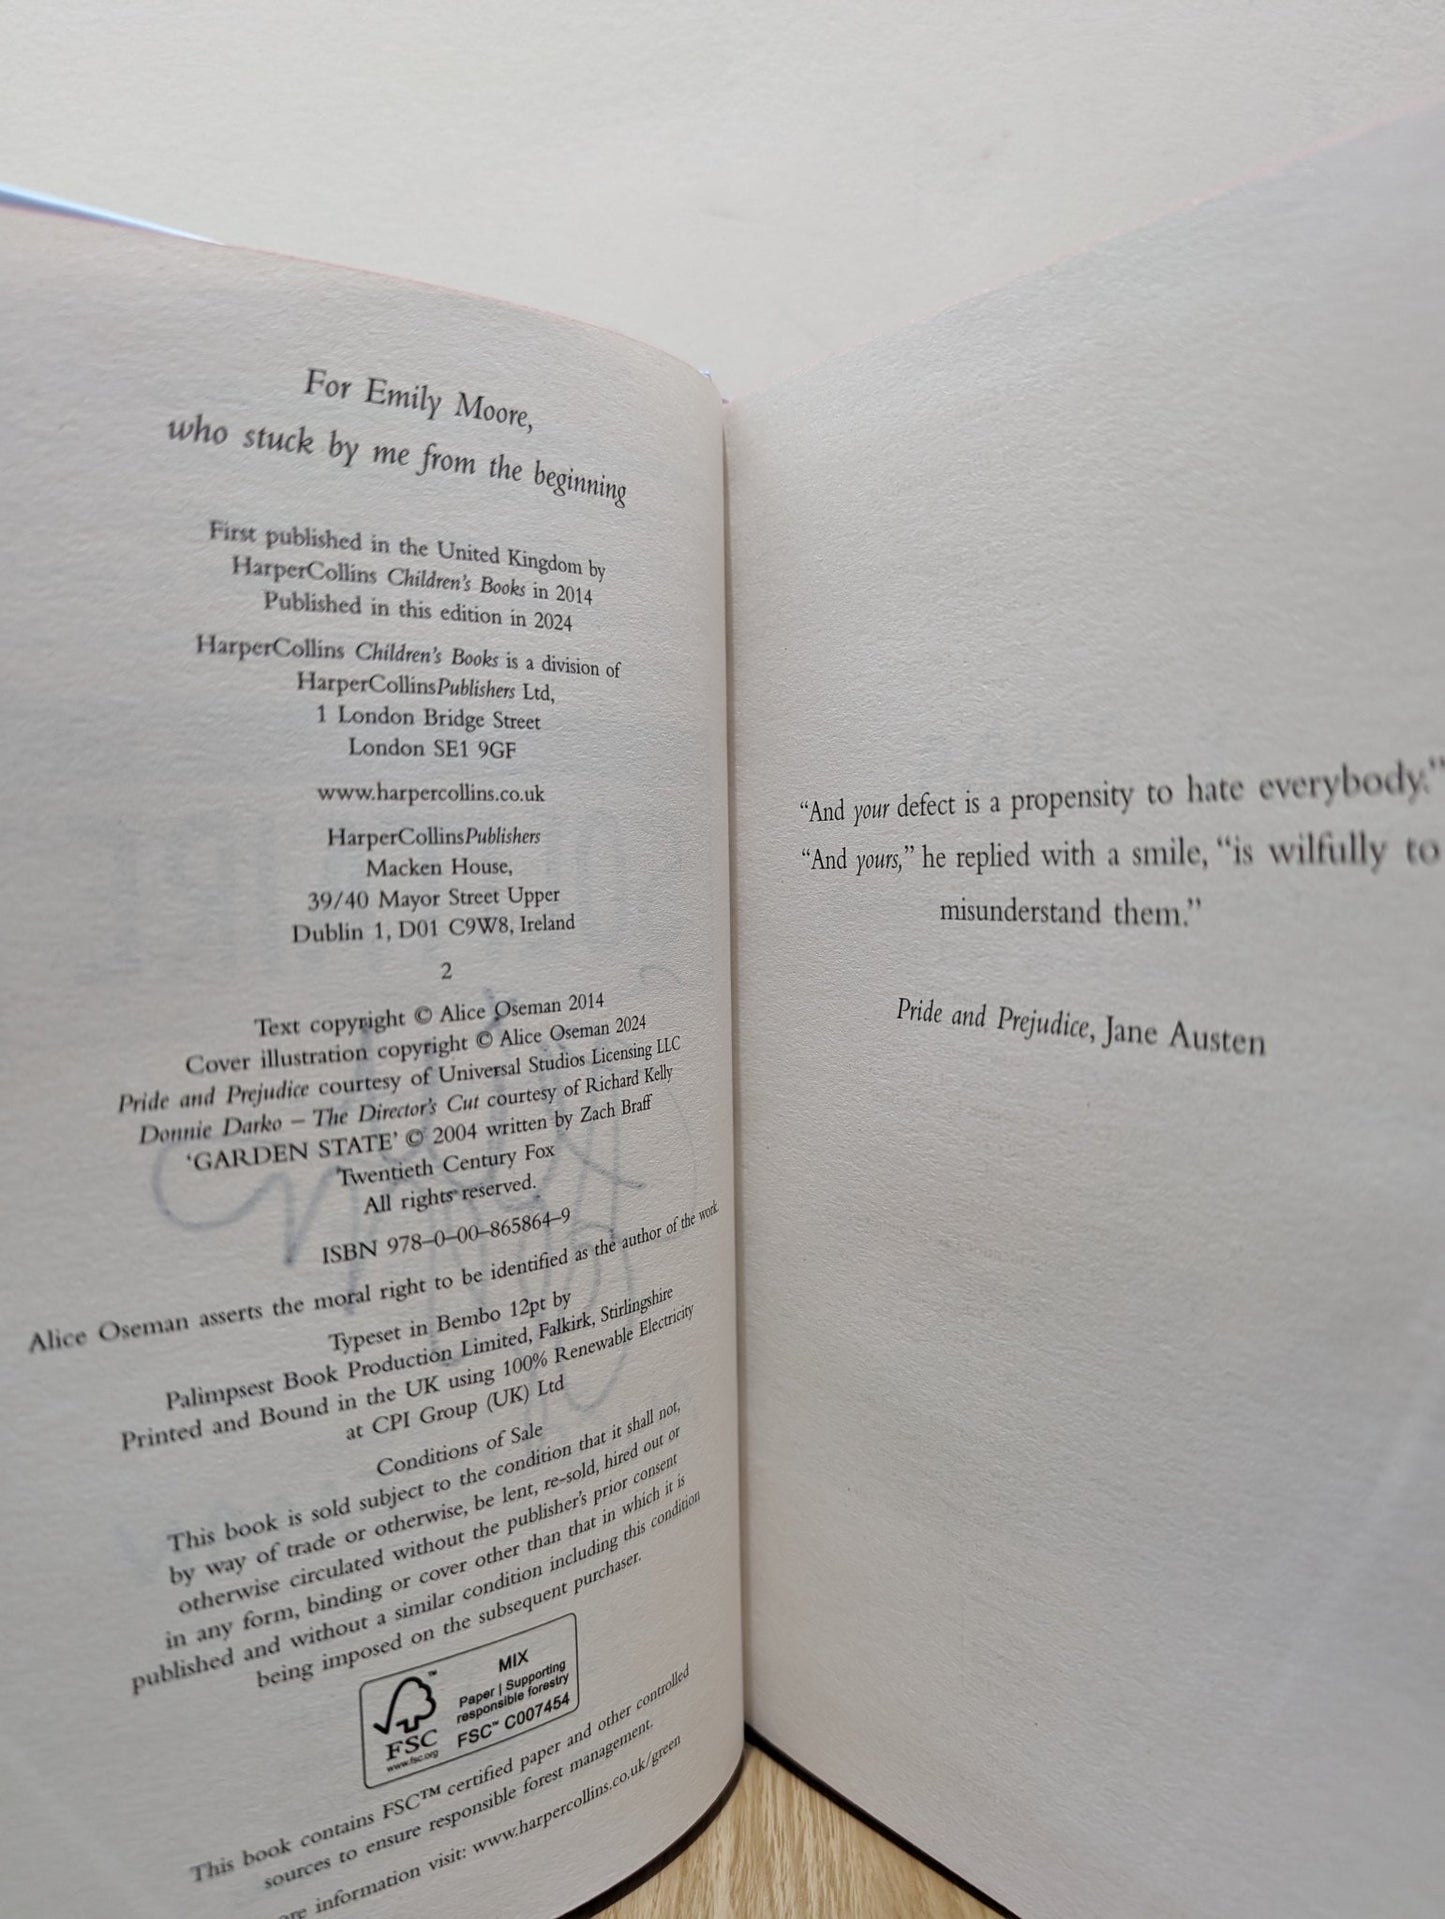 For Emily Moore,
who stuck by me from the beginning
First published in the United Kingdom by
HarperCollins Children's Books in 2014
Published in this edition in 2024
HarperCollins Children's Books is a division of
HarperCollinsPublishers Ltd,
1 London Bridge Street
London SE1 9GF
www.harpercollins.co.uk
HarperCollinsPublishers
Macken House,
39/40 Mayor Street Upper
Dublin 1, D01 C9W8, Ireland
2
Text copyright © Alice Oseman 2014
Cover illustration copyright © Alice Oseman 2024
Pride and Prejudice courtesy of Universal Studios Licensing LLC
Donnie Darko – The Director's Cut courtesy of Richard Kelly
'GARDEN STATE' © 2004 written by Zach Braff
Twentieth Century Fox
All rights reserved.
ISBN 978–0–00–865864–9
Alice Oseman asserts the moral right to be identified as the author of the work.
Typeset in Bembo 12pt by
Palimpsest Book Production Limited, Falkirk, Stirlingshire
Printed and Bound in the UK using 100% Renewable Electricity
at CPI Group (UK) Ltd
Conditions of Sale
This book is sold subject to the condition that it shall not,
by way of trade or otherwise, be lent, re-sold, hired out or
otherwise circulated without the publisher's prior consent
in any form, binding or cover other than that in which it is
published and without a similar condition including this condition
being imposed on the subsequent purchaser.
MIX
Paper | Supporting
responsible forestry
FSC™ C007454
FSC
www.fsc.org
This book contains FSC™ certified paper and other controlled
sources to ensure responsible forest management.
information visit: www.harpercollins.co.uk/green
"And your defect is a propensity to hate everybody."
"And yours," he replied with a smile, "is wilfully to
misunderstand them."
Pride and Prejudice, Jane Austen